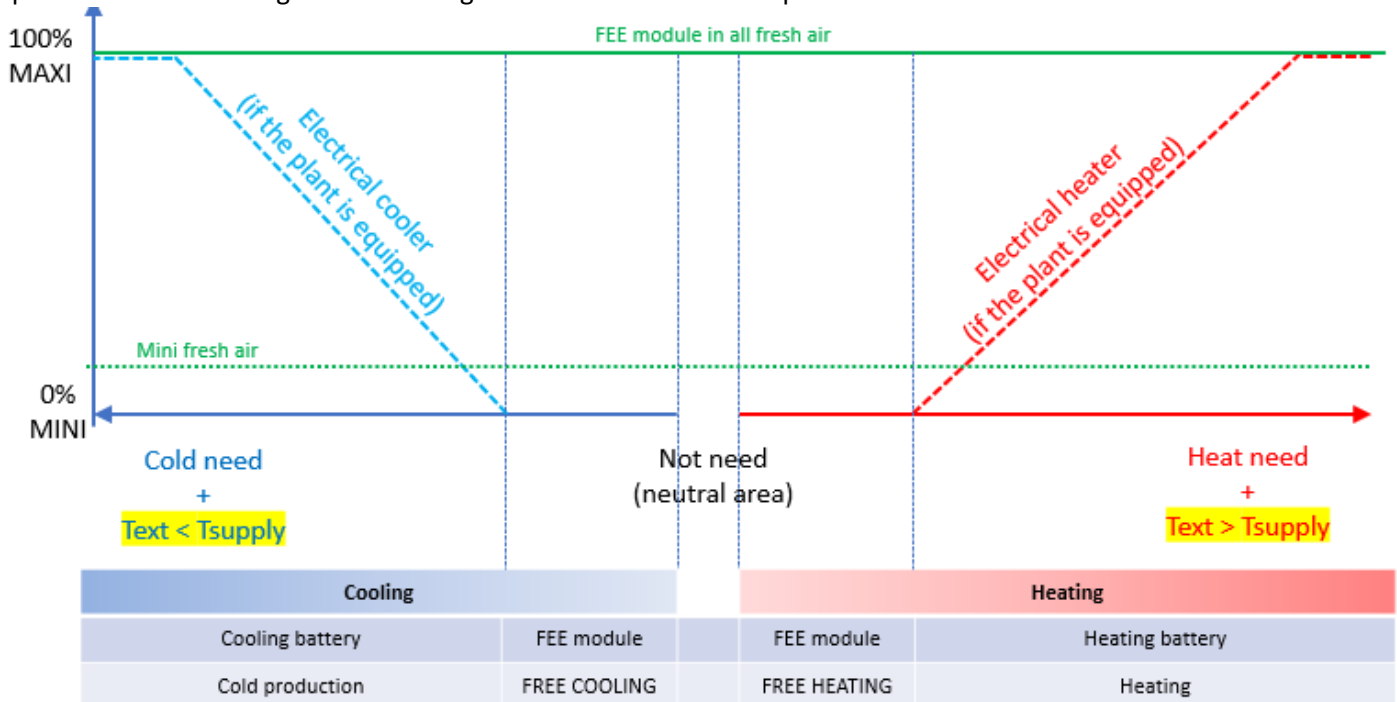 100%
MAXI
FEE module in all fresh air
Electrical cooler
(if the plant is equipped)
Electrical heater
(if the plant is equipped)
Mini fresh air
0%
MINI
Cold need
+
Text < Tsupply
Not need
(neutral area)
Heat need
+
Text > Tsupply
Cooling
Heating
Cooling battery
FEE module
FEE module
Heating battery
Cold production
FREE COOLING
FREE HEATING
Heating